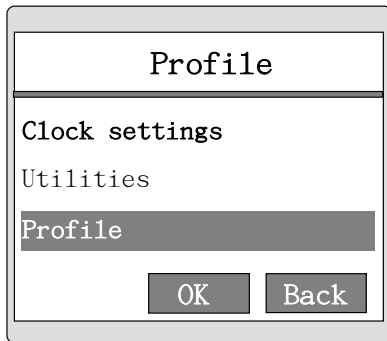 Profile
Clock settings
Utilities
Profile
OK Back